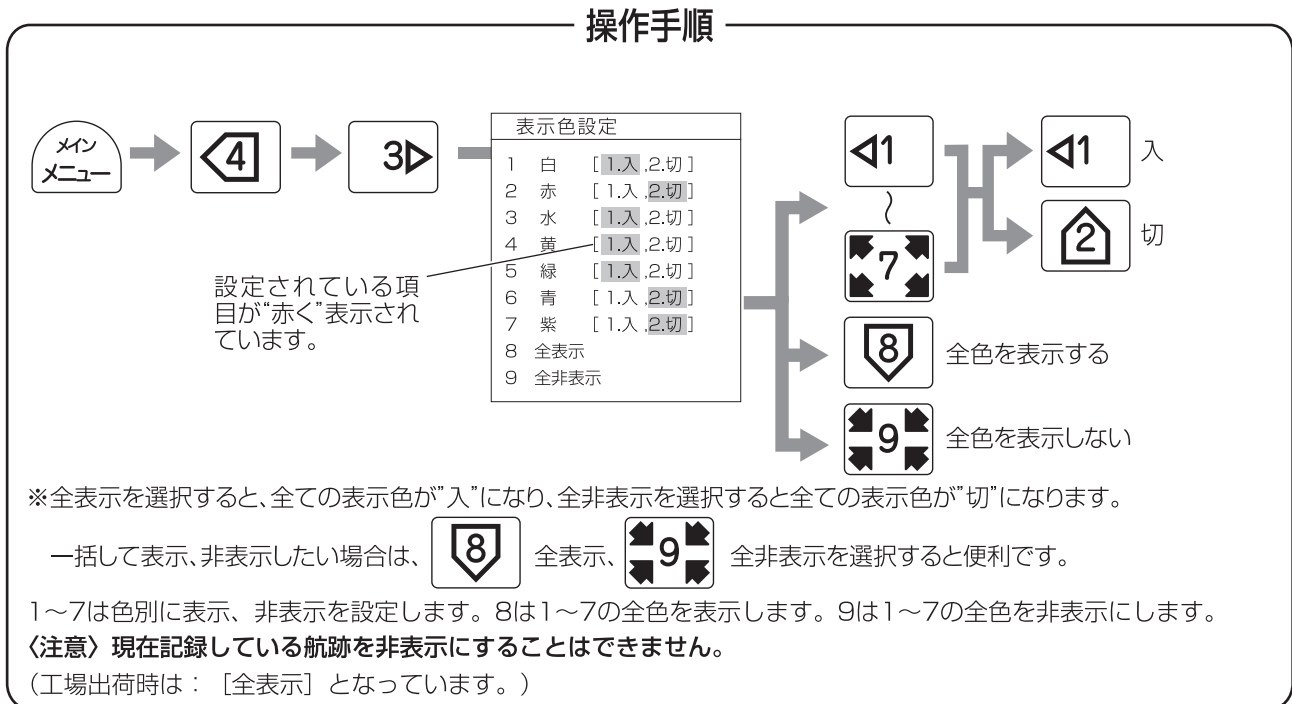 操作手順
メイン
メニュー
4
3
表示色設定
1 白 [1.入,2.切]
2 赤 [1.入,2.切]
3 水 [1.入,2.切]
4 黄 [1.入,2.切]
5 緑 [1.入,2.切]
6 青 [1.入,2.切]
7 紫 [1.入,2.切]
8 全表示
9 全非表示
設定されている項
目が“赤く”表示され
ています。
1
〜
7
1 入
2 切
8 全色を表示する
9 全色を表示しない
※全表示を選択すると、全ての表示色が”入”になり、全非表示を選択すると全ての表示色が”切”になります。
一括して表示、非表示したい場合は、 8 全表示、 9 全非表示を選択すると便利です。
1〜7は色別に表示、非表示を設定します。8は1〜7の全色を表示します。9は1〜7の全色を非表示にします。
〈注意〉現在記録している航跡を非表示にすることはできません。
(工場出荷時は:[全表示]となっています。)